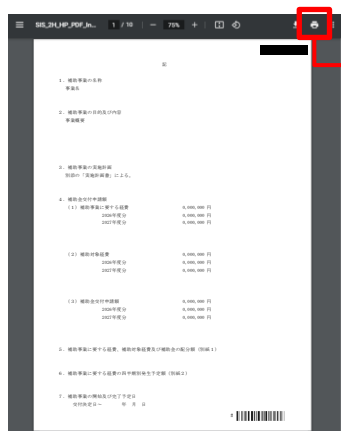 SIS_2H_HP_PDF_In... 1 / 10 75%
記
1．補助事業の名称
事業名
2．補助事業の目的及び内容
事業概要
3．補助事業の実施計画
別紙の「実施計画書」による。
4．補助金交付申請額
(1) 補助事業に要する経費 0,000,000 円
2026年度分 0,000,000 円
2027年度分 0,000,000 円
(2) 補助対象経費 0,000,000 円
2026年度分 0,000,000 円
2027年度分 0,000,000 円
(3) 補助金交付申請額 0,000,000 円
2026年度分 0,000,000 円
2027年度分 0,000,000 円
5．補助事業に要する経費、補助対象経費及び補助金の配分額（別紙1）
6．補助事業に要する経費の四半期別発生予定額（別紙2）
7．補助事業の開始及び完了予定日
交付決定日～ 年 月 日